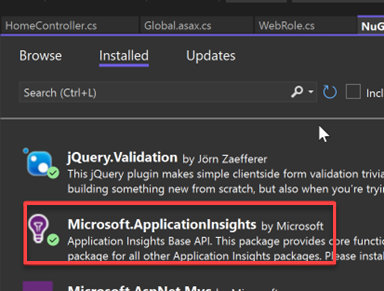 HomeController.cs Global.asax.cs WebRole.cs NuG
Browse Installed Updates
Search (Ctrl+L) Incl
jQuery.Validation by Jörn Zaefferer
This jQuery plugin makes simple clientside form validation trivia
building something new from scratch, but also when you're tryin
Microsoft.ApplicationInsights by Microsoft
Application Insights Base API. This package provides core functio
package for all other Application Insights packages. Please instal
Microsoft.AspNet.Mvc by Microsoft